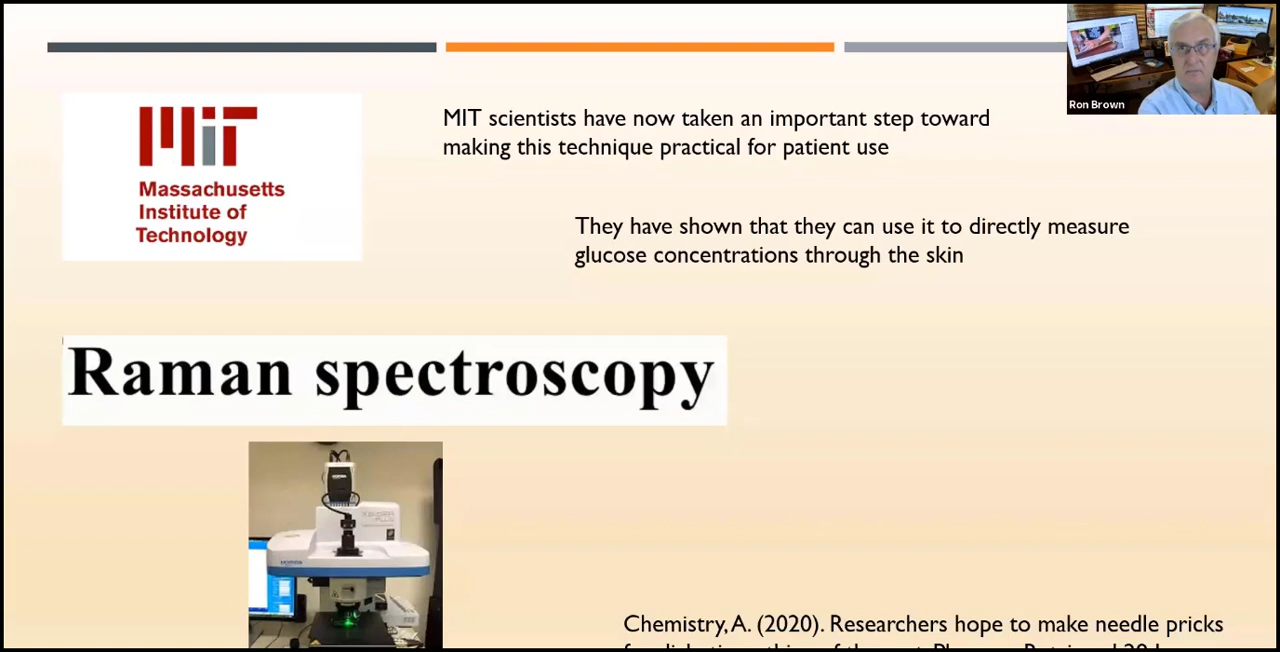 Ron Brown
MIT
Massachusetts
Institute of
Technology
MIT scientists have now taken an important step toward
making this technique practical for patient use
They have shown that they can use it to directly measure
glucose concentrations through the skin
Raman spectroscopy
HORIBA
Chemistry, A. (2020). Researchers hope to make needle pricks